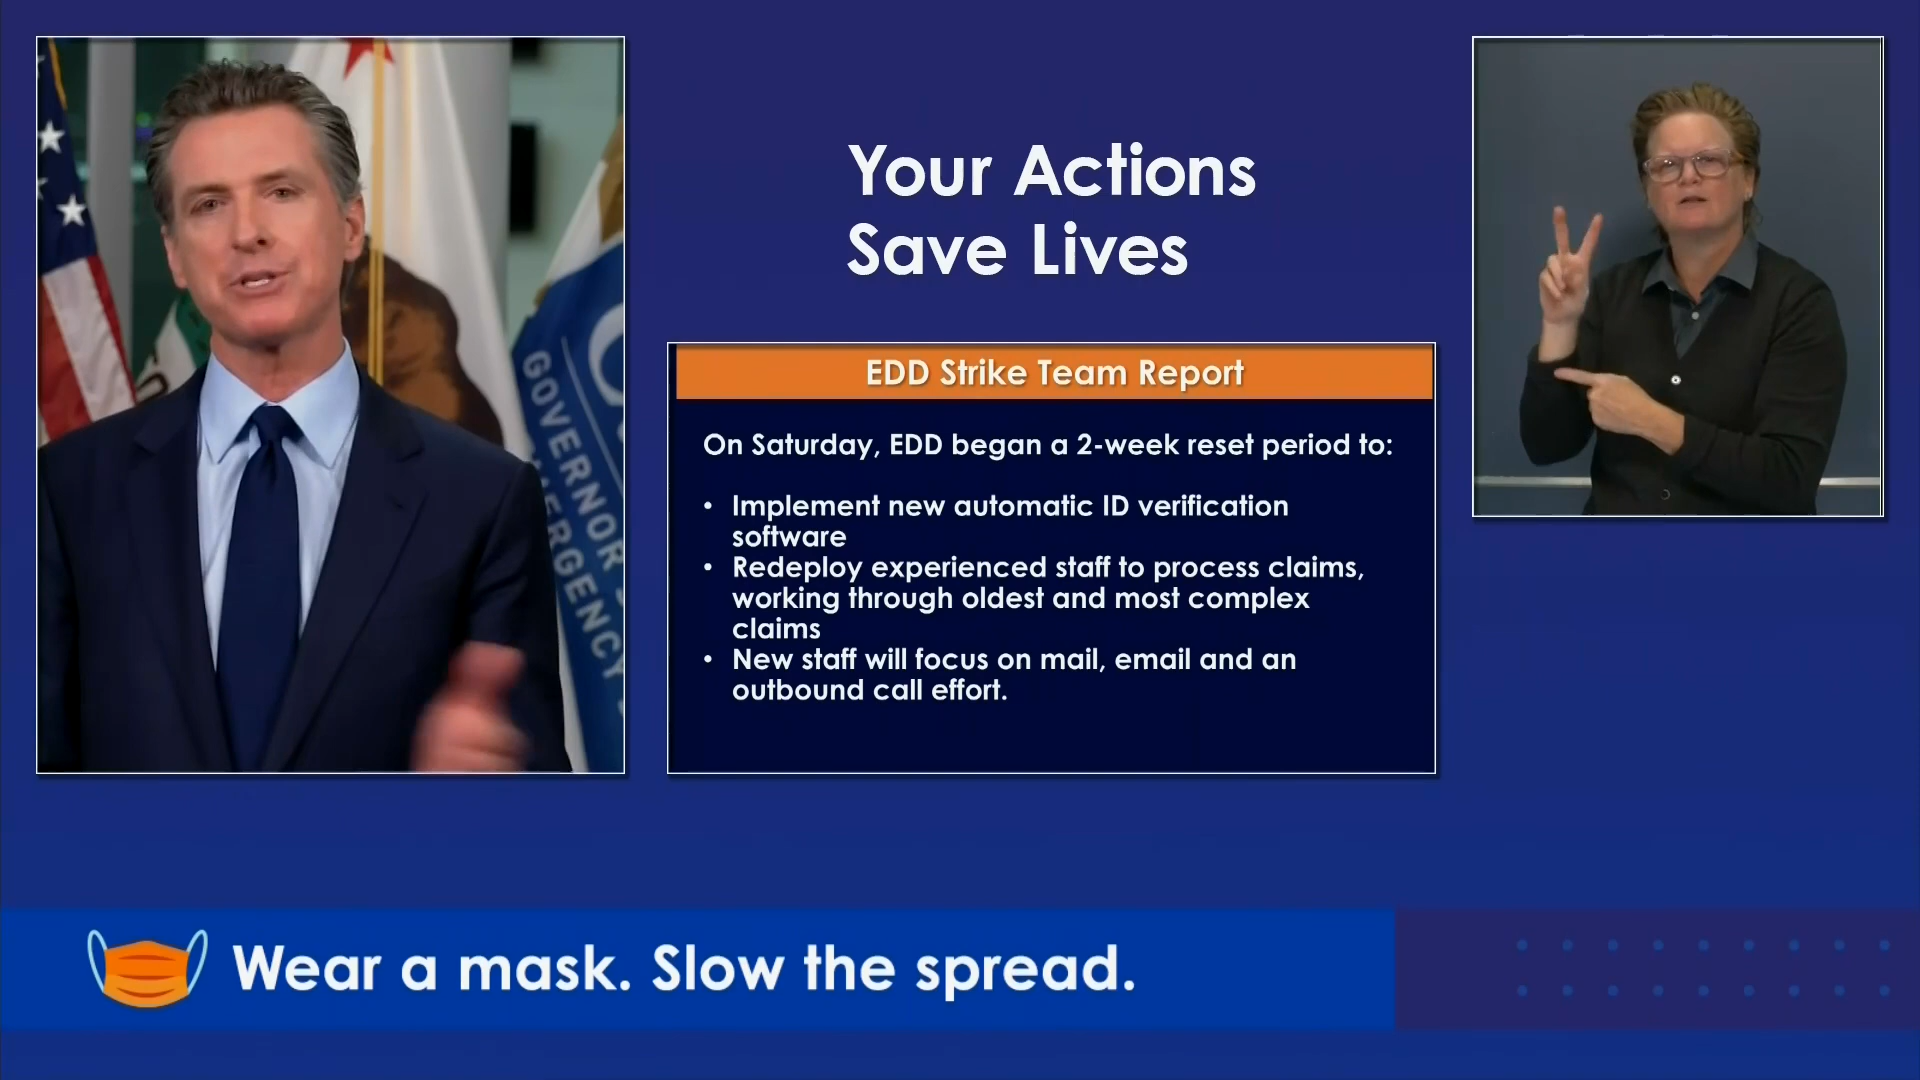 Your Actions
Save Lives
EDD Strike Team Report
On Saturday, EDD began a 2-week reset period to:
• Implement new automatic ID verification
software
• Redeploy experienced staff to process claims,
working through oldest and most complex
claims
• New staff will focus on mail, email and an
outbound call effort.
GOVERNOR'S
EMERGENCY
Wear a mask. Slow the spread.